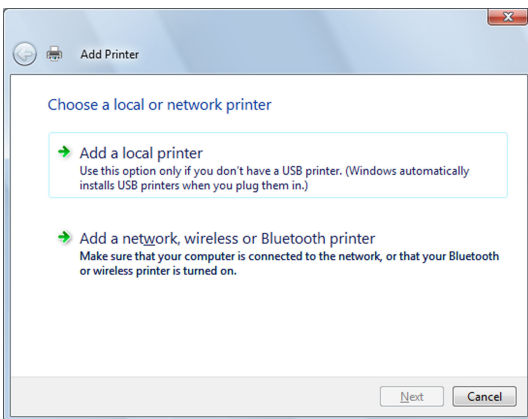 Add Printer
Choose a local or network printer
Add a local printer
Use this option only if you don't have a USB printer. (Windows automatically
installs USB printers when you plug them in.)
Add a network, wireless or Bluetooth printer
Make sure that your computer is connected to the network, or that your Bluetooth
or wireless printer is turned on.
Next Cancel